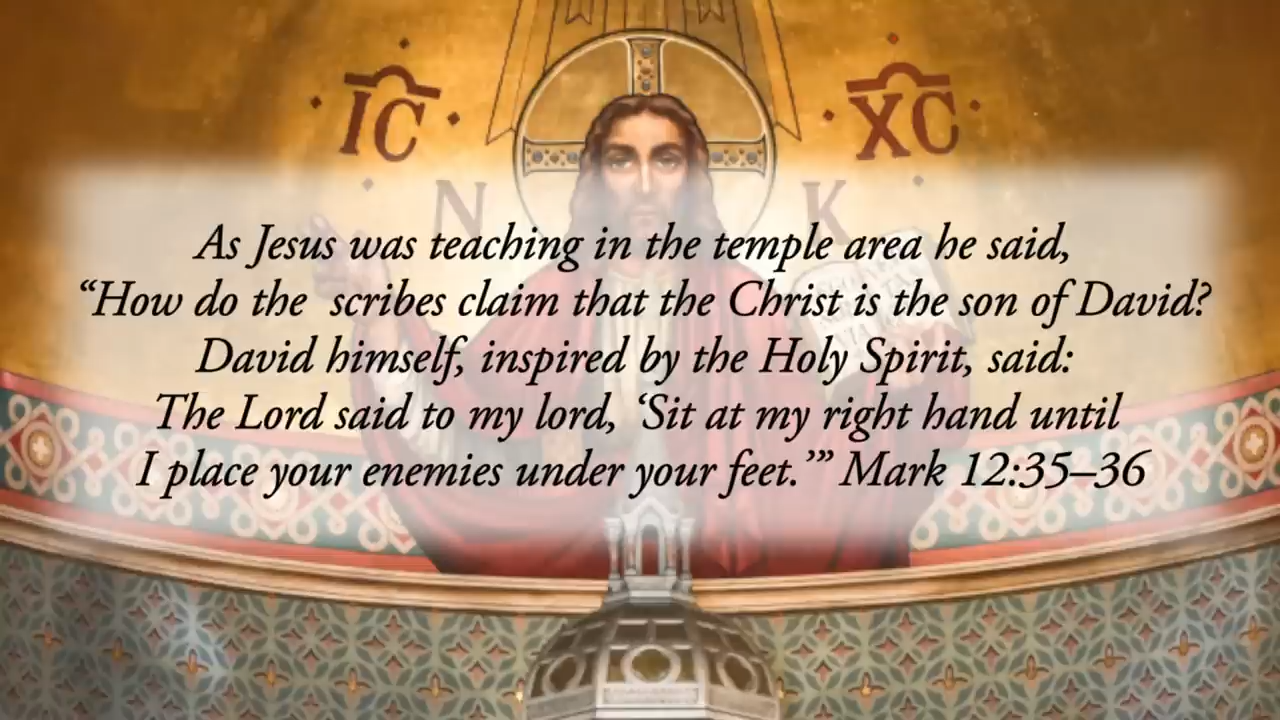 IC XC
N K
As Jesus was teaching in the temple area he said,
“How do the  scribes claim that the Christ is the son of David?
David himself, inspired by the Holy Spirit, said:
The Lord said to my lord, ‘Sit at my right hand until
I place your enemies under your feet.’” Mark 12:35–36